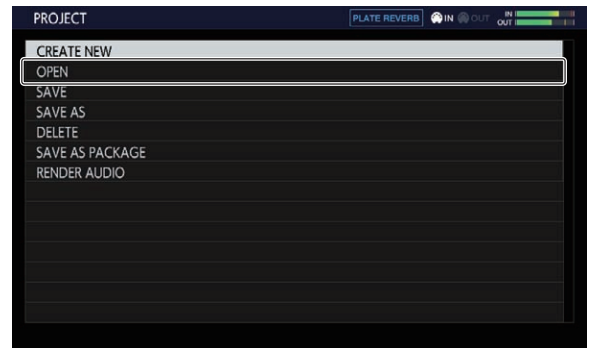 PROJECT PLATE REVERB IN OUT IN
OUT
CREATE NEW
OPEN
SAVE
SAVE AS
DELETE
SAVE AS PACKAGE
RENDER AUDIO